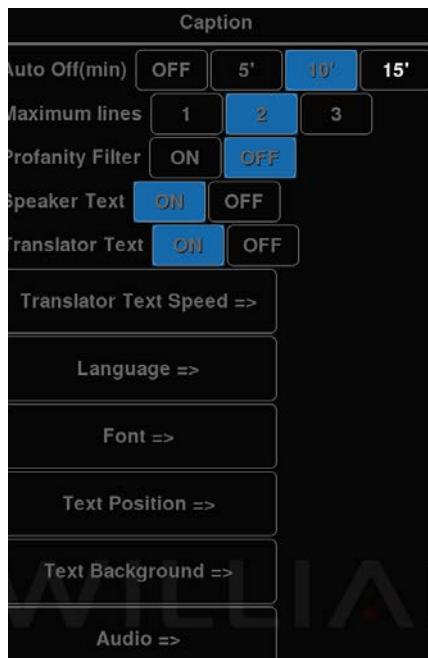 Caption
Auto Off(min) OFF 5' 10' 15'
Maximum lines 1 2 3
Profanity Filter ON OFF
Speaker Text ON OFF
Translator Text ON OFF
Translator Text Speed =>
Language =>
Font =>
Text Position =>
Text Background =>
WILLIA
Audio =>